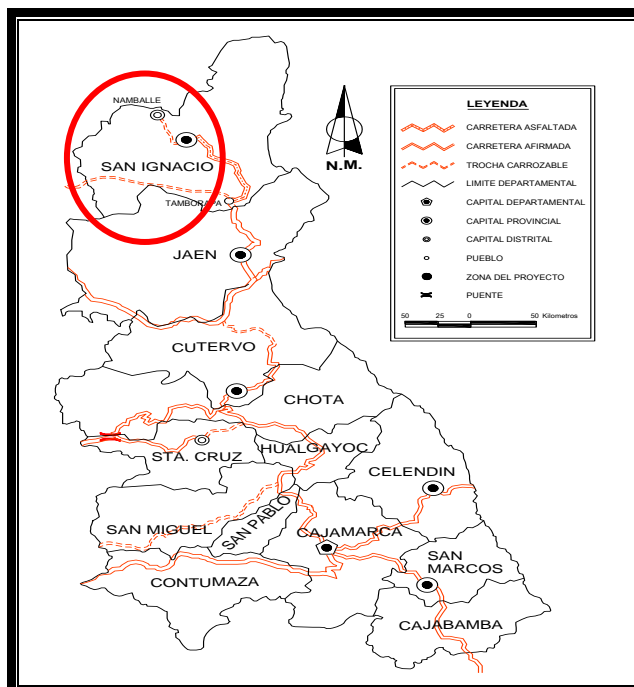 NAMBALLE
SAN IGNACIO
TAMBORAPA
JAEN
CUTERVO
CHOTA
STA. CRUZ
HUALGAYOC
CELENDIN
SAN MIGUEL
SAN PABLO
CAJAMARCA
SAN
MARCOS
CONTUMAZA
CAJABAMBA
N.M.
LEYENDA
CARRETERA ASFALTADA
CARRETERA AFIRMADA
TROCHA CARROZABLE
LIMITE DEPARTAMENTAL
CAPITAL DEPARTAMENTAL
CAPITAL PROVINCIAL
CAPITAL DISTRITAL
PUEBLO
ZONA DEL PROYECTO
PUENTE
50 25 0 50 Kilometros